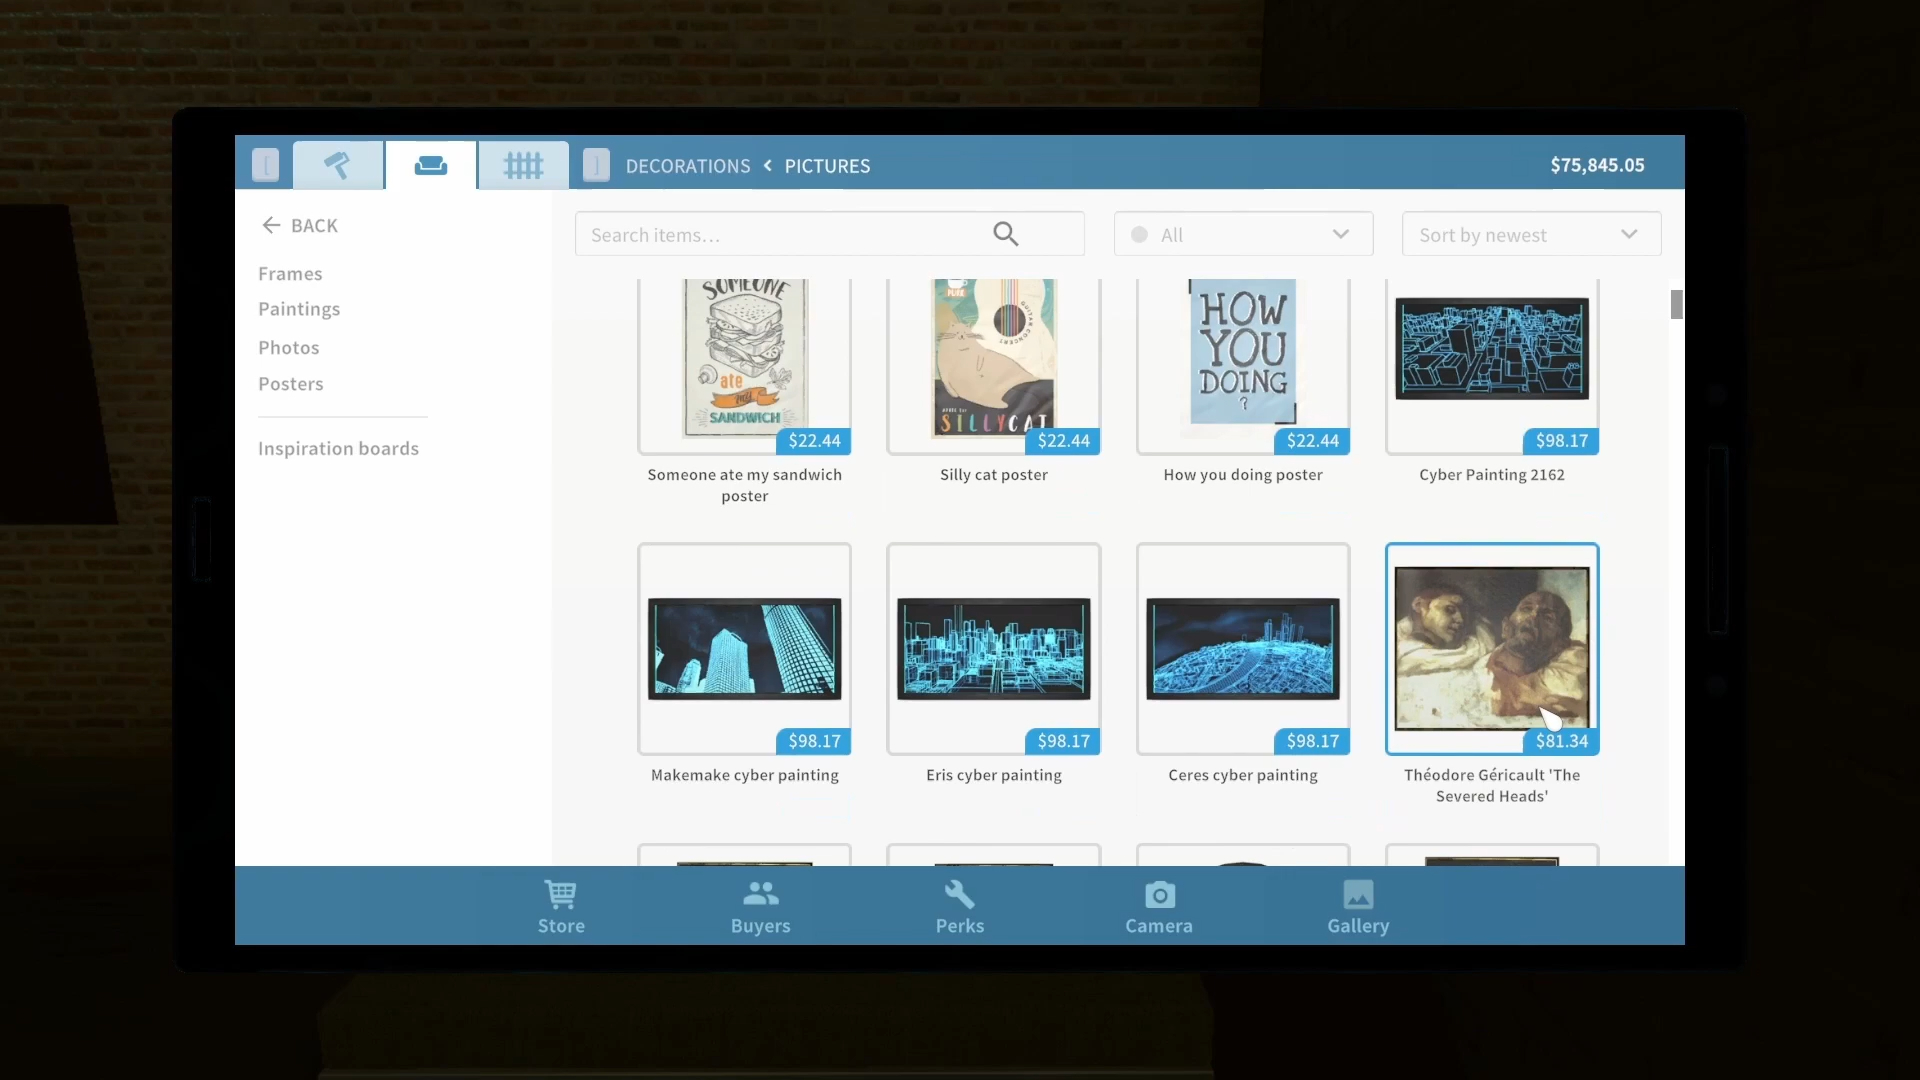 [
]
DECORATIONS < PICTURES
$75,845.05
BACK
Frames
Paintings
Photos
Posters
Inspiration boards
Search items...
All
Sort by newest
SOMEONE
ate
my
SANDWICH
$22.44
Someone ate my sandwich
poster
GUITAR CONCERT
SILLYCAT
$22.44
Silly cat poster
HOW
YOU
DOING
?
$22.44
How you doing poster
$98.17
Cyber Painting 2162
$98.17
Makemake cyber painting
$98.17
Eris cyber painting
$98.17
Ceres cyber painting
$81.34
Théodore Géricault 'The
Severed Heads'
Store
Buyers
Perks
Camera
Gallery